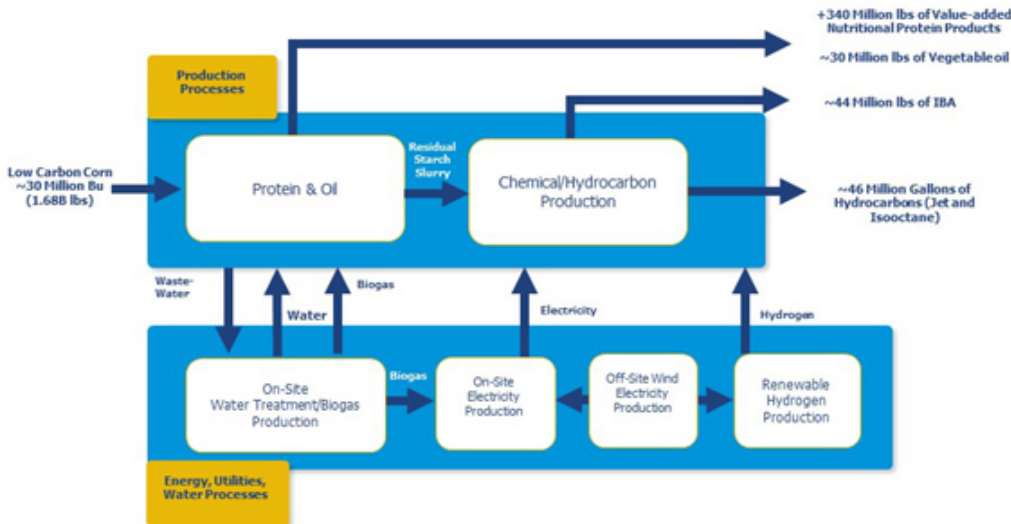 +340 Million lbs of Value-added
Nutritional Protein Products
~30 Million lbs of Vegetable oil
Production
Processes
~44 Million lbs of IBA
Low Carbon Corn
~30 Million Bu
(1.68B lbs)
Protein & Oil
Residual
Starch
Slurry
Chemical/Hydrocarbon
Production
~46 Million Gallons of
Hydrocarbons (Jet and
Isooctane)
Waste-
Water
Water
Biogas
Electricity
Hydrogen
On-Site
Water Treatment/Biogas
Production
Biogas
On-Site
Electricity
Production
Off-Site Wind
Electricity
Production
Renewable
Hydrogen
Production
Energy, Utilities,
Water Processes